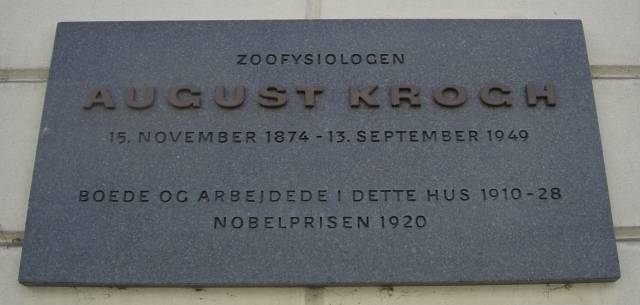 ZOOFYSIOLOGEN
AUGUST KROGH
15. NOVEMBER 1874 - 13. SEPTEMBER 1949
BOEDE OG ARBEJDEDE I DETTE HUS 1910-28
NOBELPRISEN 1920